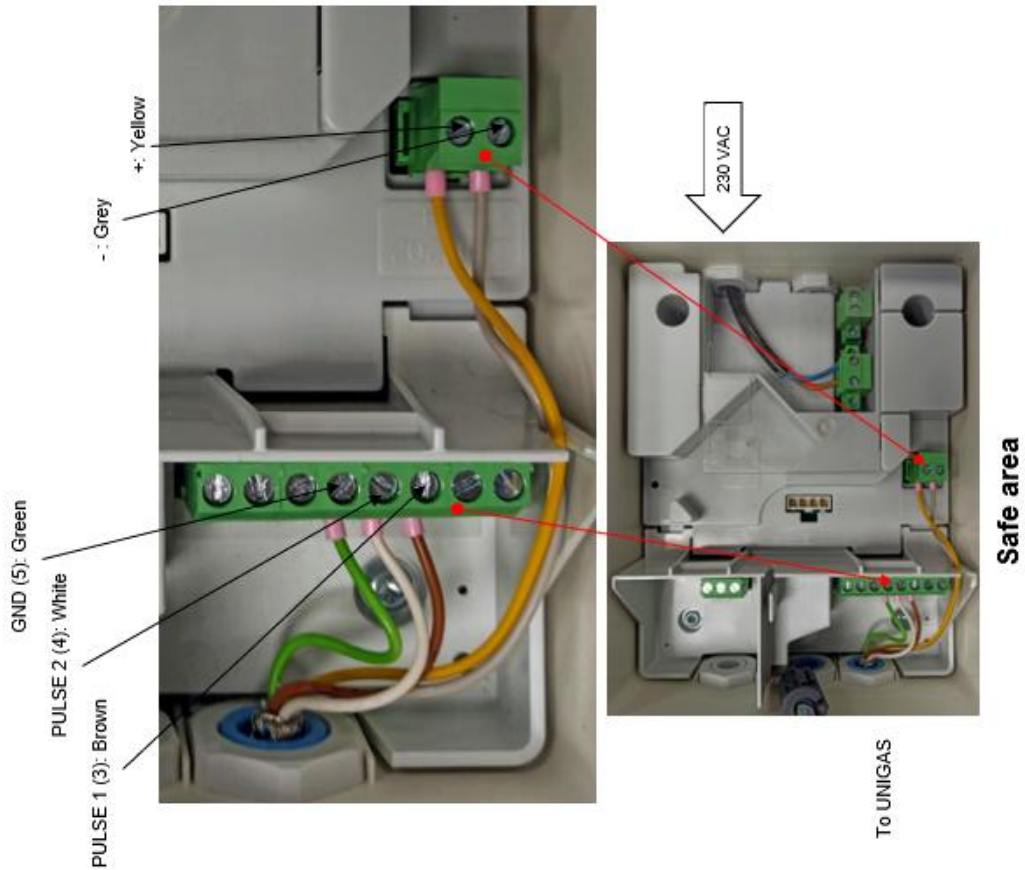 +: Yellow
- : Grey
GND (5): Green
PULSE 2 (4): White
PULSE 1 (3): Brown
230 VAC
To UNIGAS
Safe area